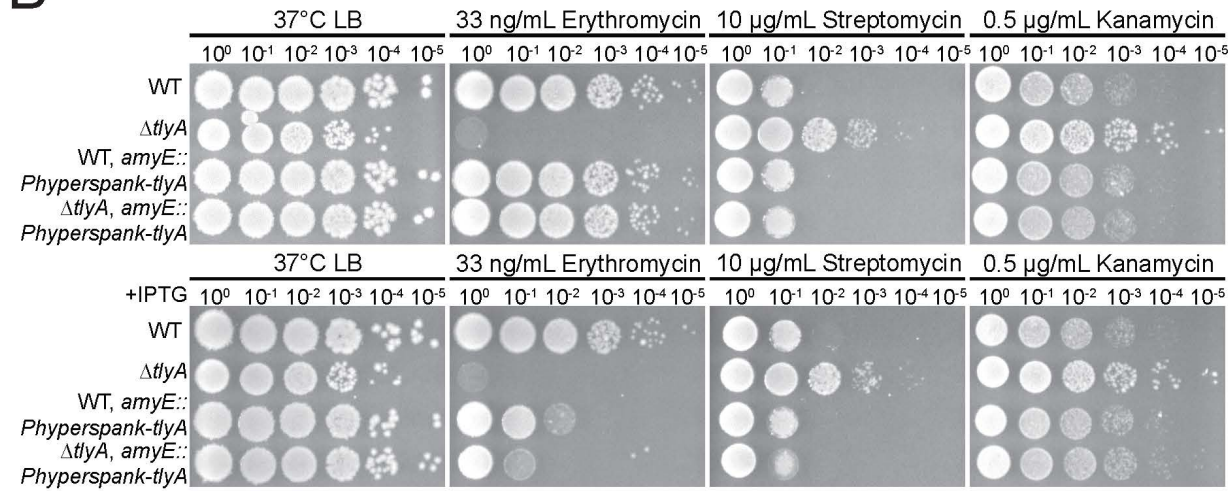 37°C LB 33 ng/mL Erythromycin 10 µg/mL Streptomycin 0.5 µg/mL Kanamycin
10⁰ 10⁻¹ 10⁻² 10⁻³ 10⁻⁴ 10⁻⁵ 10⁰ 10⁻¹ 10⁻² 10⁻³ 10⁻⁴ 10⁻⁵ 10⁰ 10⁻¹ 10⁻² 10⁻³ 10⁻⁴ 10⁻⁵ 10⁰ 10⁻¹ 10⁻² 10⁻³ 10⁻⁴ 10⁻⁵
WT
ΔtlyA
WT, amyE::
Phyperspank-tlyA
ΔtlyA, amyE::
Phyperspank-tlyA
37°C LB 33 ng/mL Erythromycin 10 µg/mL Streptomycin 0.5 µg/mL Kanamycin
+IPTG 10⁰ 10⁻¹ 10⁻² 10⁻³ 10⁻⁴ 10⁻⁵ 10⁰ 10⁻¹ 10⁻² 10⁻³ 10⁻⁴ 10⁻⁵ 10⁰ 10⁻¹ 10⁻² 10⁻³ 10⁻⁴ 10⁻⁵ 10⁰ 10⁻¹ 10⁻² 10⁻³ 10⁻⁴ 10⁻⁵
WT
ΔtlyA
WT, amyE::
Phyperspank-tlyA
ΔtlyA, amyE::
Phyperspank-tlyA